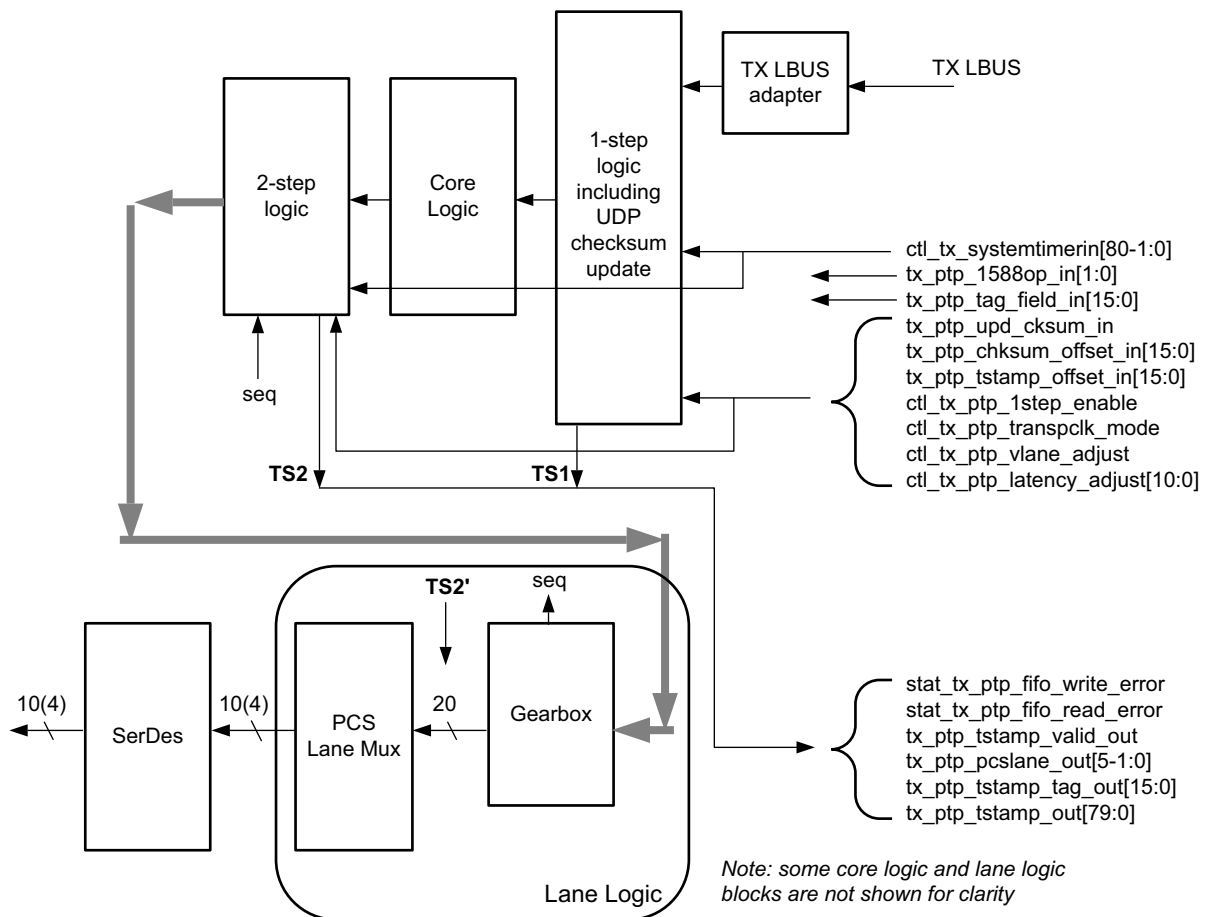 TX LBUS
adapter
TX LBUS
2-step
logic
Core
Logic
1-step
logic
including
UDP
checksum
update
ctl_tx_systemtimerin[80-1:0]
tx_ptp_1588op_in[1:0]
tx_ptp_tag_field_in[15:0]
tx_ptp_upd_cksum_in
tx_ptp_chksum_offset_in[15:0]
tx_ptp_tstamp_offset_in[15:0]
ctl_tx_ptp_1step_enable
ctl_tx_ptp_transpclk_mode
ctl_tx_ptp_vlane_adjust
ctl_tx_ptp_latency_adjust[10:0]
seq
TS2
TS1
TS2'
seq
10(4)
SerDes
10(4)
PCS
Lane Mux
20
Gearbox
Lane Logic
stat_tx_ptp_fifo_write_error
stat_tx_ptp_fifo_read_error
tx_ptp_tstamp_valid_out
tx_ptp_pcslane_out[5-1:0]
tx_ptp_tstamp_tag_out[15:0]
tx_ptp_tstamp_out[79:0]
Note: some core logic and lane logic
blocks are not shown for clarity